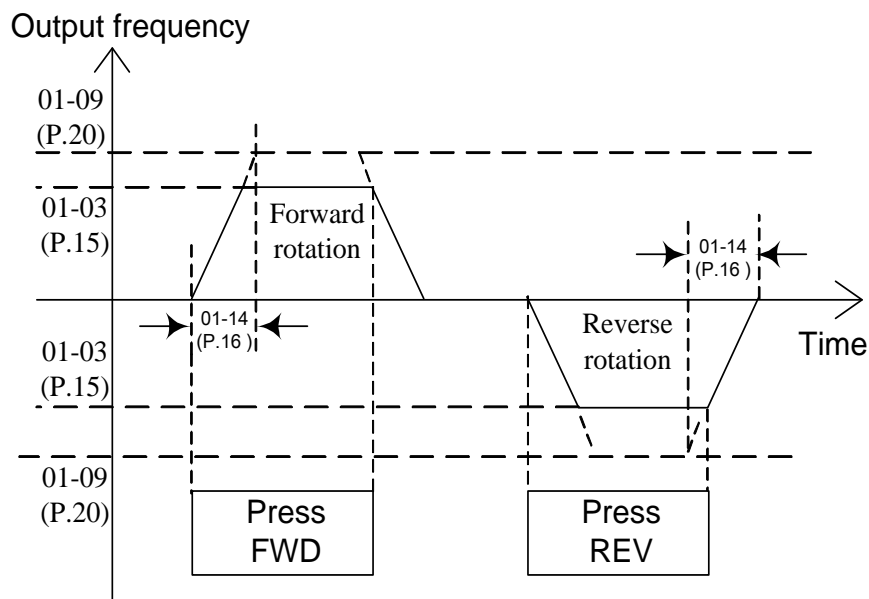 Output frequency
01-09
(P.20)
01-03
(P.15)
Forward
rotation
01-14
(P.16 )
01-14
(P.16 )
Time
Reverse
rotation
01-03
(P.15)
01-09
(P.20)
Press
FWD
Press
REV